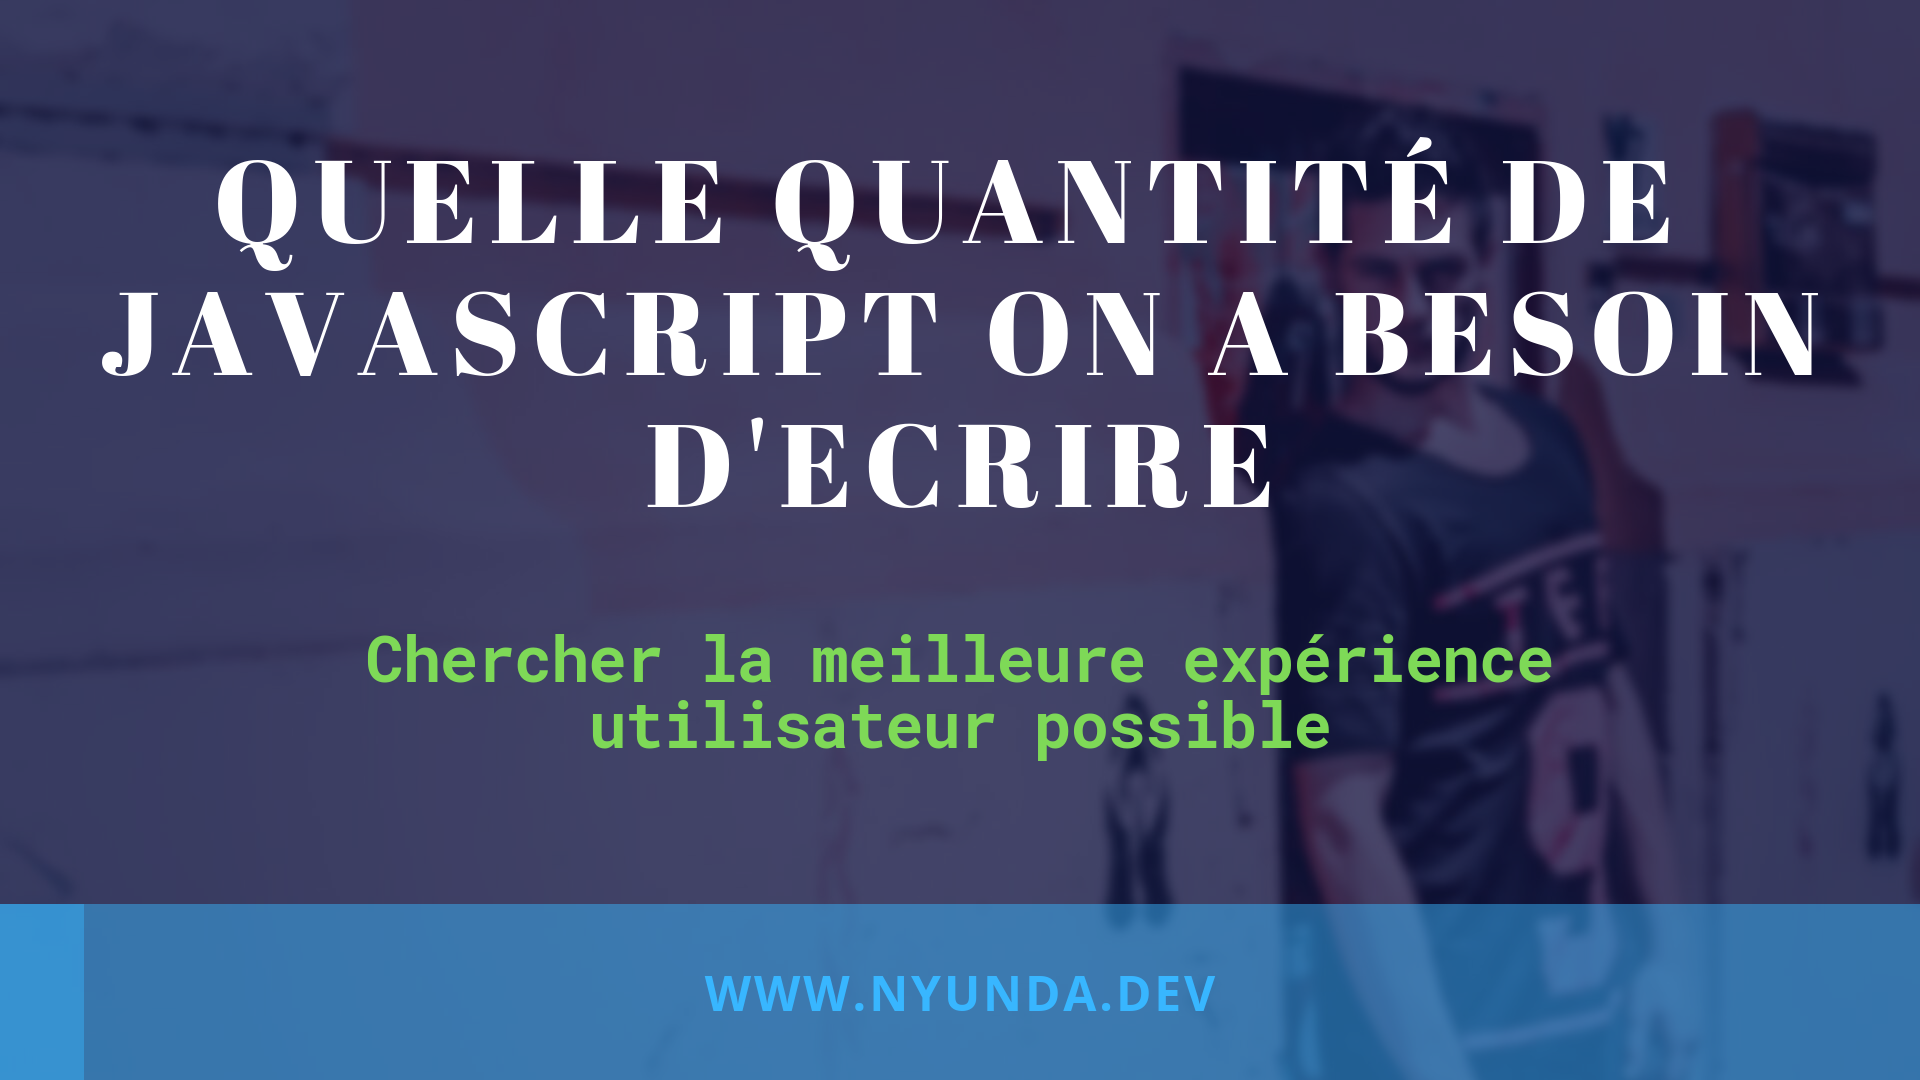 QUELLE QUANTITÉ DE
JAVASCRIPT ON A BESOIN
D'ECRIRE
Chercher la meilleure expérience
utilisateur possible
WWW.NYUNDA.DEV